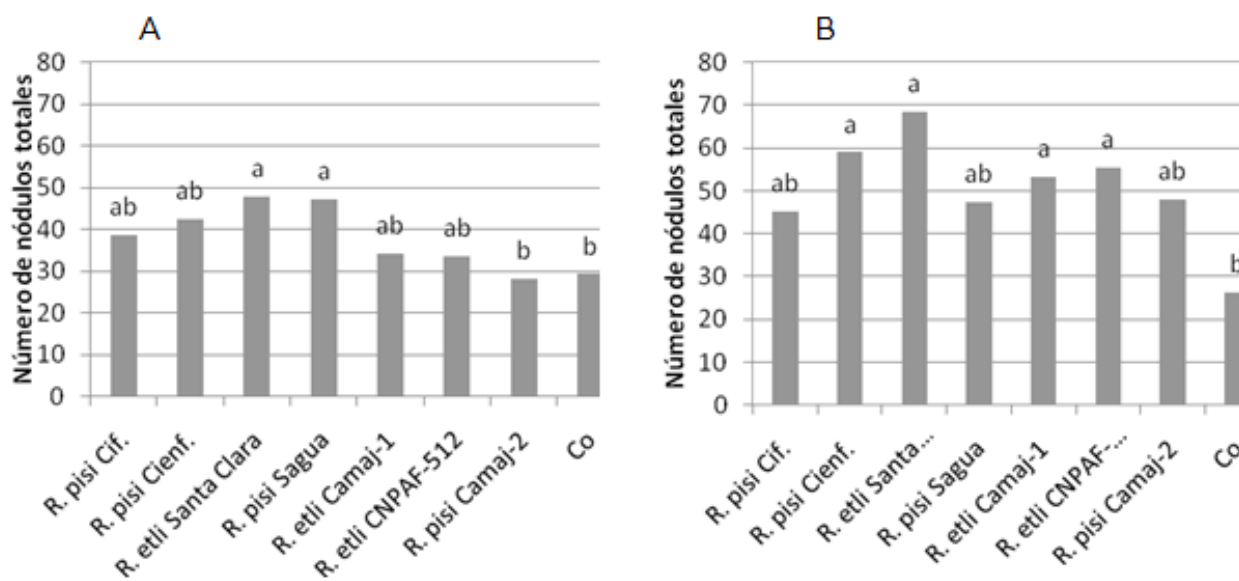 A
Número de nódulos totales
80
70
60
50
40
30
20
10
0
ab
ab
a
a
ab
ab
b
b
R. pisi Cif.
R. pisi Cienf.
R. etli Santa Clara
R. pisi Sagua
R. etli Camaj-1
R. etli CNPAF-512
R. pisi Camaj-2
Co
B
Número de nódulos totales
80
70
60
50
40
30
20
10
0
ab
a
a
ab
a
a
ab
b
R. pisi Cif.
R. pisi Cienf.
R. etli Santa...
R. pisi Sagua
R. etli Camaj-1
R. etli CNPAF-...
R. pisi Camaj-2
Co